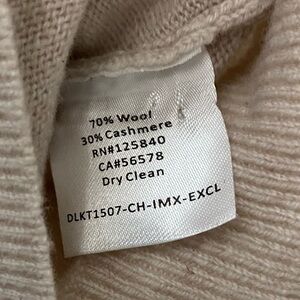 70% Wool
30% Cashmere
RN#125840
CA#56578
Dry Clean
DLKT1507-CH-IMX-EXCL